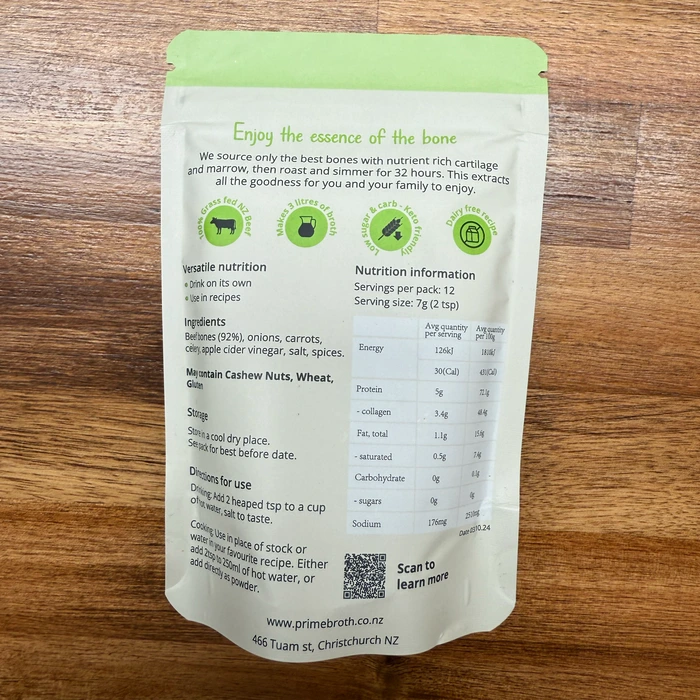 Enjoy the essence of the bone
We source only the best bones with nutrient rich cartilage
and marrow, then roast and simmer for 32 hours. This extracts
all the goodness for you and your family to enjoy.
100% Grass fed NZ Beef
Makes 3 litres of broth
Low sugar & carb - Keto friendly
Dairy free recipe
Versatile nutrition
Drink on its own
Use in recipes
Ingredients
Beef bones (92%), onions, carrots,
celery, apple cider vinegar, salt, spices.
May contain Cashew Nuts, Wheat,
Gluten
Storage
Store in a cool dry place.
See pack for best before date.
Directions for use
Drinking: Add 2 heaped tsp to a cup
of hot water, salt to taste.
Cooking: Use in place of stock or
water in your favourite recipe. Either
add 2tsp to 250ml of hot water, or
add directly as powder.
Nutrition information
Servings per pack: 12
Serving size: 7g (2 tsp)
Avg quantity per serving Avg quantity per 100g
Energy 126kJ 1810kJ
30(Cal) 431(Cal)
Protein 5g 72.1g
- collagen 3.4g 48.4g
Fat, total 1.1g 15.6g
- saturated 0.5g 7.4g
Carbohydrate 0g 0.1g
- sugars 0g 0g
Sodium 176mg 2510mg
Scan to
learn more
www.primebroth.co.nz
466 Tuam st, Christchurch NZ